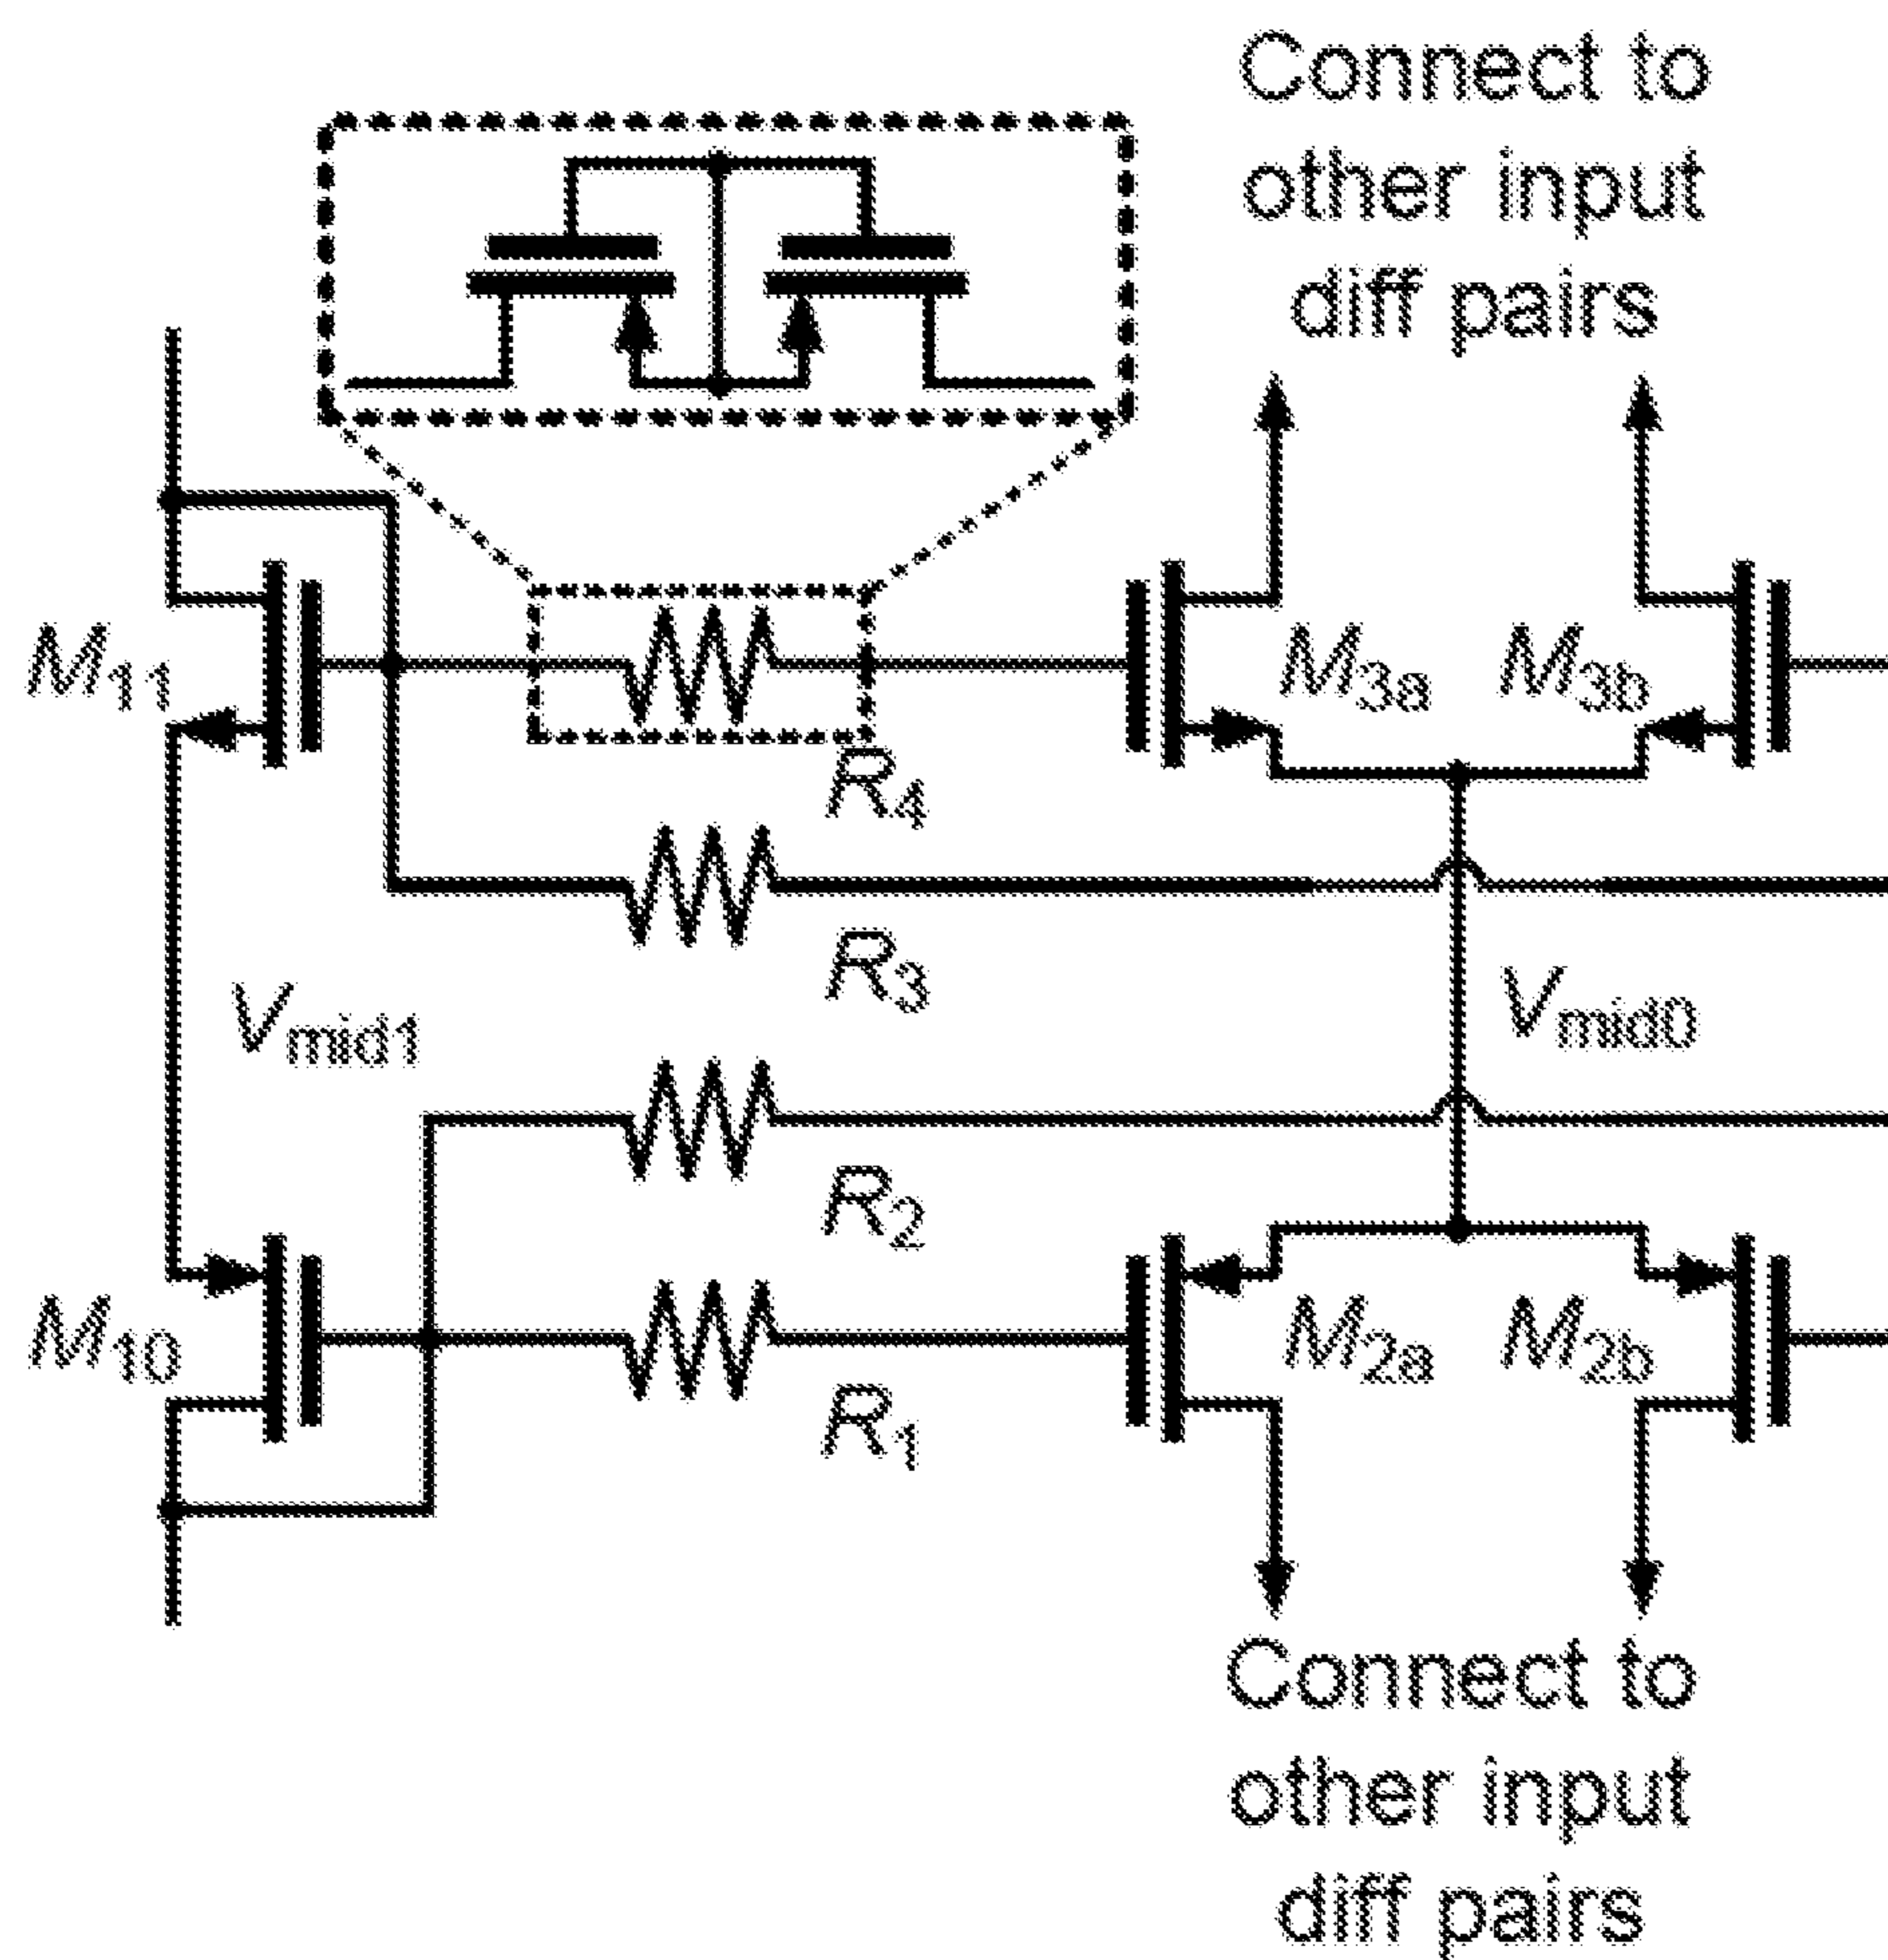 Connect to
other input
diff pairs
M11
M3a
M3b
R4
R3
Vmid1
Vmid0
R2
M10
M2a
M2b
R1
Connect to
other input
diff pairs